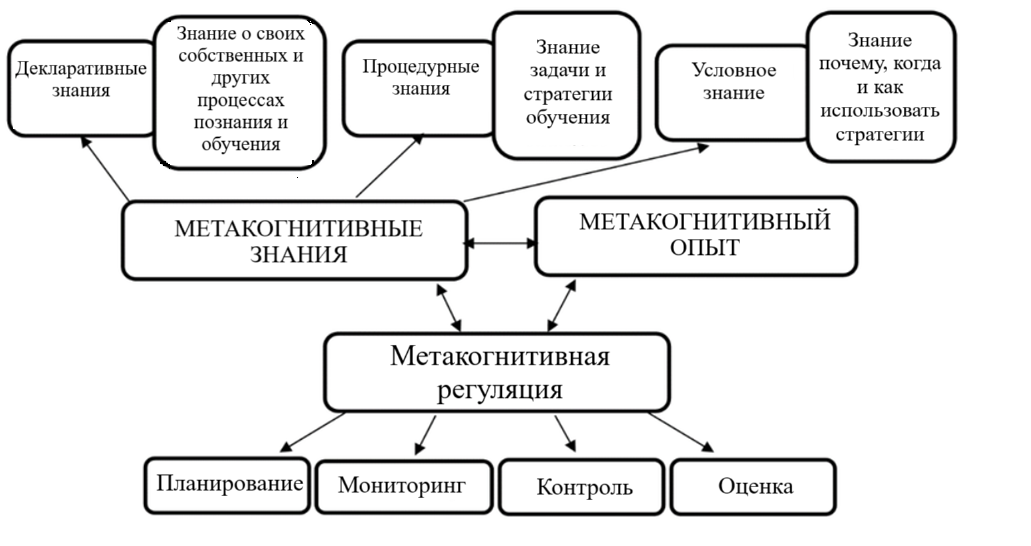 Декларативные
знания
Знание о своих
собственных и
других
процессах
познания и
обучения
Процедурные
знания
Знание
задачи и
стратегии
обучения
Условное
знание
Знание
почему, когда
и как
использовать
стратегии
МЕТАКОГНИТИВНЫЕ
ЗНАНИЯ
МЕТАКОГНИТИВНЫЙ
ОПЫТ
Метакогнитивная
регуляция
Планирование
Мониторинг
Контроль
Оценка